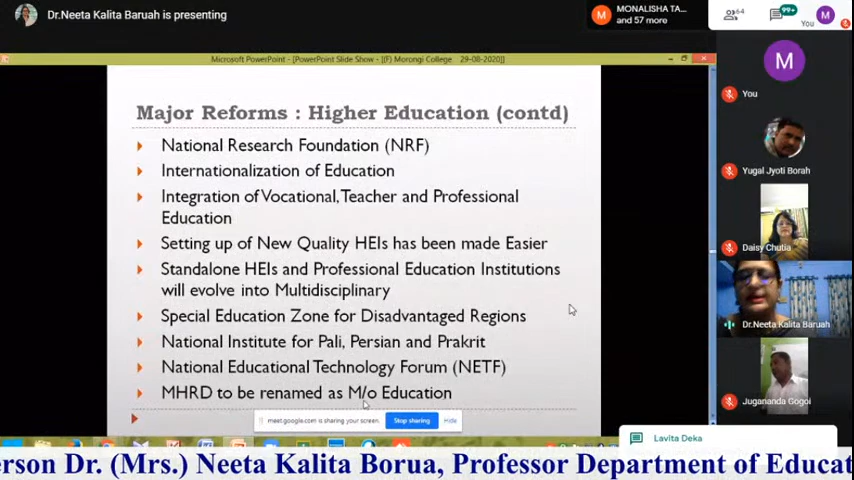 Dr.Neeta Kalita Baruah is presenting
M
MONALISHA TA...
and 57 more
64
99+
M
You
Microsoft PowerPoint - [PowerPoint Slide Show - [(F) Morongi College 29-08-2020]]
Major Reforms : Higher Education (contd)
National Research Foundation (NRF)
Internationalization of Education
Integration of Vocational, Teacher and Professional
Education
Setting up of New Quality HEIs has been made Easier
Standalone HEIs and Professional Education Institutions
will evolve into Multidisciplinary
Special Education Zone for Disadvantaged Regions
National Institute for Pali, Persian and Prakrit
National Educational Technology Forum (NETF)
MHRD to be renamed as M/o Education
meet.google.com is sharing your screen.
Stop sharing
Hide
M
You
Yugal Jyoti Borah
Daisy Chutia
Dr.Neeta Kalita Baruah
Jugananda Gogoi
Lavita Deka
erson Dr. (Mrs.) Neeta Kalita Borua, Professor Department of Educat